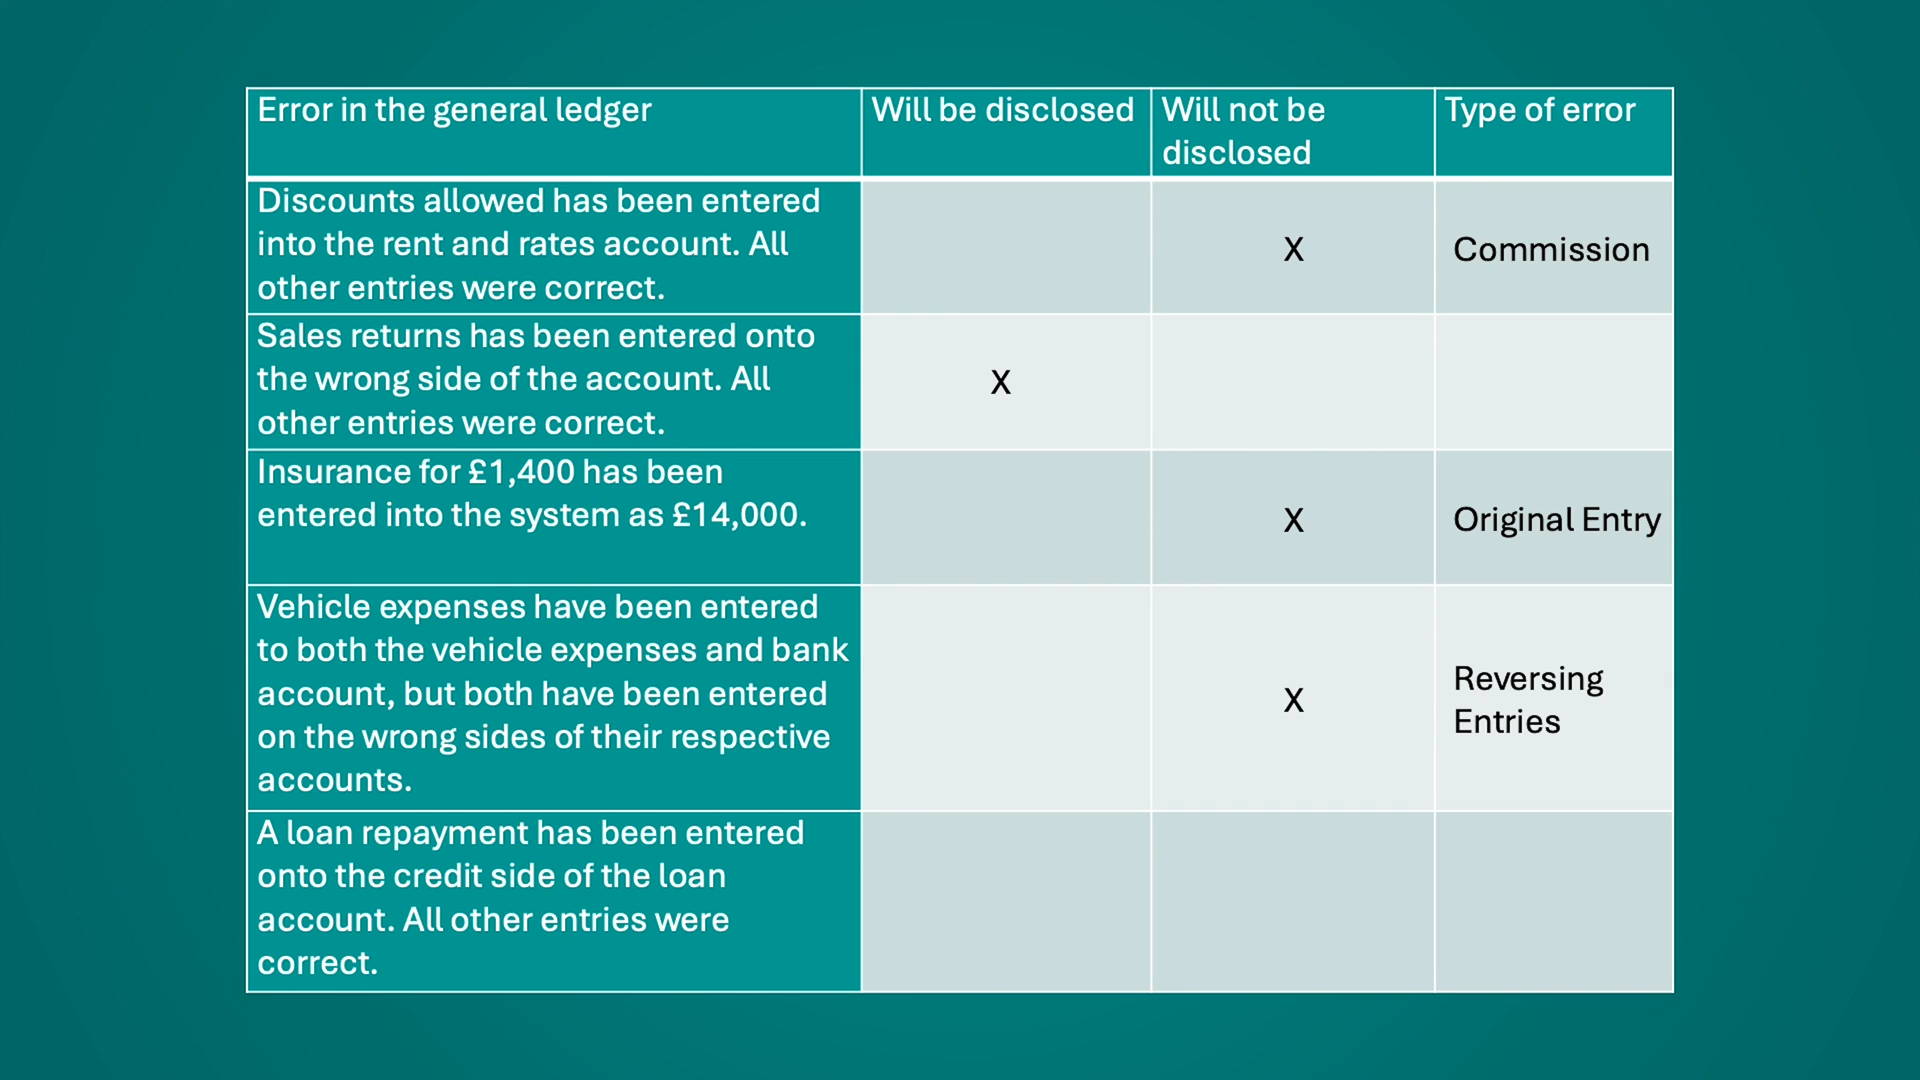 Error in the general ledger
Will be disclosed
Will not be
disclosed
Type of error
Discounts allowed has been entered
into the rent and rates account. All
other entries were correct.
X
Commission
Sales returns has been entered onto
the wrong side of the account. All
other entries were correct.
X
Insurance for £1,400 has been
entered into the system as £14,000.
X
Original Entry
Vehicle expenses have been entered
to both the vehicle expenses and bank
account, but both have been entered
on the wrong sides of their respective
accounts.
X
Reversing
Entries
A loan repayment has been entered
onto the credit side of the loan
account. All other entries were
correct.